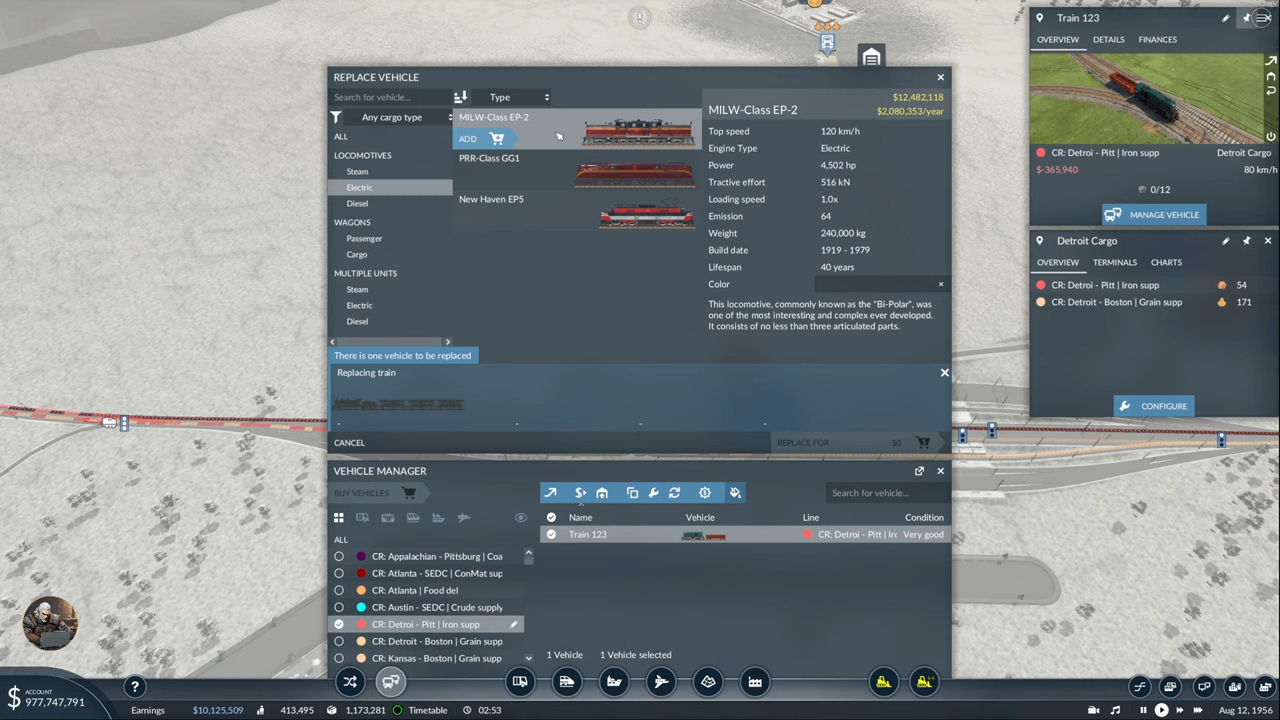 REPLACE VEHICLE
Search for vehicle...
Type
Any cargo type
ALL
LOCOMOTIVES
Steam
Electric
Diesel
WAGONS
Passenger
Cargo
MULTIPLE UNITS
Steam
Electric
Diesel
MILW-Class EP-2
ADD
PRR-Class GG1
New Haven EP5
MILW-Class EP-2
$12,482,118
$2,080,353/year
Top speed 120 km/h
Engine Type Electric
Power 4,502 hp
Tractive effort 516 kN
Loading speed 1.0x
Emission 64
Weight 240,000 kg
Build date 1919 - 1979
Lifespan 40 years
Color
This locomotive, commonly known as the "Bi-Polar", was
one of the most interesting and complex ever developed.
It consists of no less than three articulated parts.
There is one vehicle to be replaced
Replacing train
- - - -
CANCEL
REPLACE FOR $0
VEHICLE MANAGER
BUY VEHICLES
Search for vehicle...
ALL
CR: Appalachian - Pittsburg | Coa
CR: Atlanta - SEDC | ConMat sup
CR: Atlanta | Food del
CR: Austin - SEDC | Crude supply
CR: Detroi - Pitt | Iron supp
CR: Detroit - Boston | Grain supp
CR: Kansas - Boston | Grain supp
Name Vehicle Line Condition
Train 123 CR: Detroi - Pitt | Irc Very good
1 Vehicle 1 Vehicle selected
Train 123
OVERVIEW DETAILS FINANCES
CR: Detroi - Pitt | Iron supp Detroit Cargo
$-365,940 80 km/h
0/12
MANAGE VEHICLE
Detroit Cargo
OVERVIEW TERMINALS CHARTS
CR: Detroi - Pitt | Iron supp 54
CR: Detroit - Boston | Grain supp 171
CONFIGURE
$ ACCOUNT
977,747,791
?
Earnings $10,125,509 413,495 1,173,281 Timetable 02:53
Aug 12, 1956